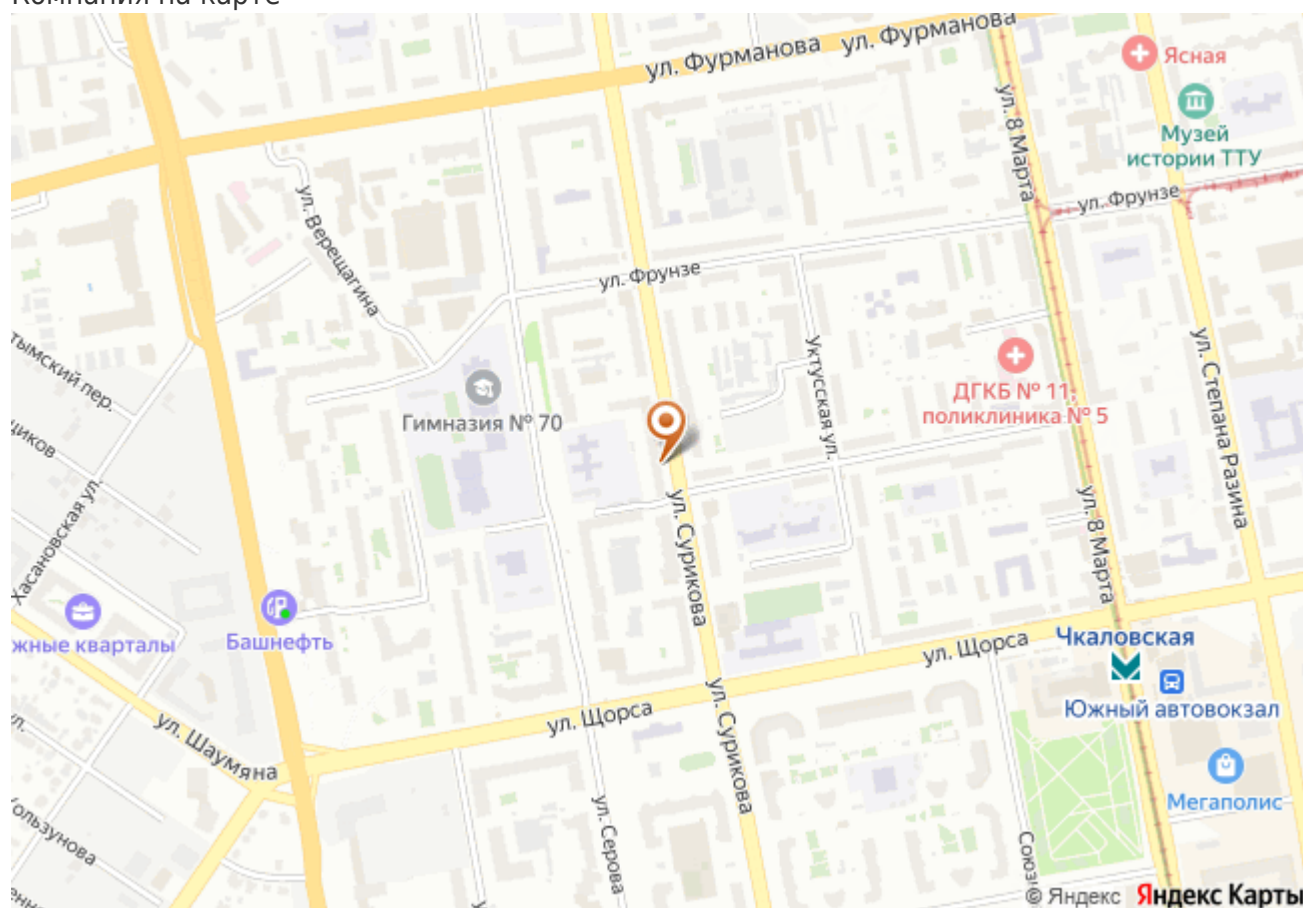 Компания на карте
ул. Фурманова
ул. Фурманова
Ясная
Музей
истории ТТУ
ул. 8 Марта
ул. Фрунзе
ул. Верещагина
ул. Фрунзе
Уктусская ул.
ул. Степана Разина
ДГКБ № 11,
поликлиника № 5
Гимназия № 70
Хасановская ул.
ул. Сурикова
ул. 8 Марта
Башнефть
жные кварталы
Чкаловская
ул. Щорса
Южный автовокзал
ул. Щорса
ул. Сурикова
ул. Шаумяна
Мегаполис
ул. Серова
© Яндекс Яндекс Карты